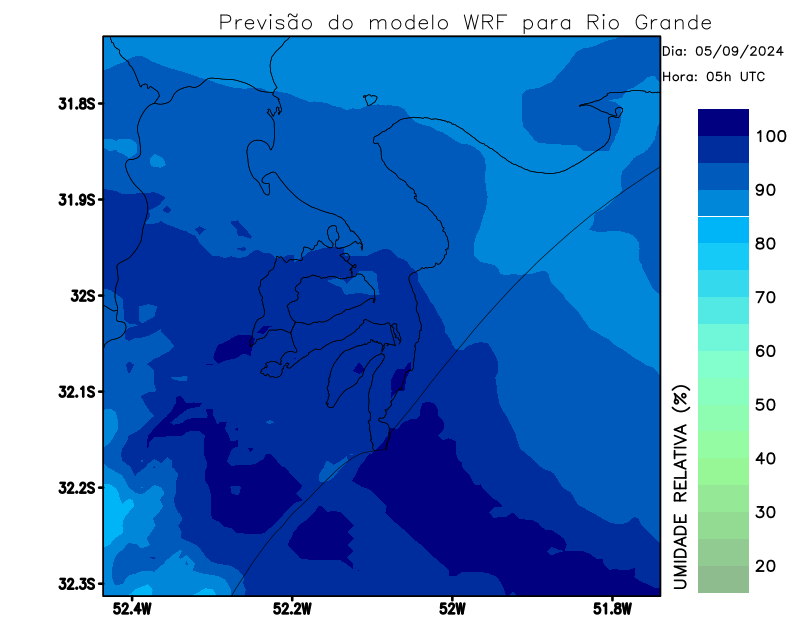 Previsão do modelo WRF para Rio Grande
Dia: 05/09/2024
Hora: 05h UTC
31.8S
31.9S
32S
32.1S
32.2S
32.3S
52.4W
52.2W
52W
51.8W
100
90
80
70
60
50
40
30
20
UMIDADE RELATIVA (%)